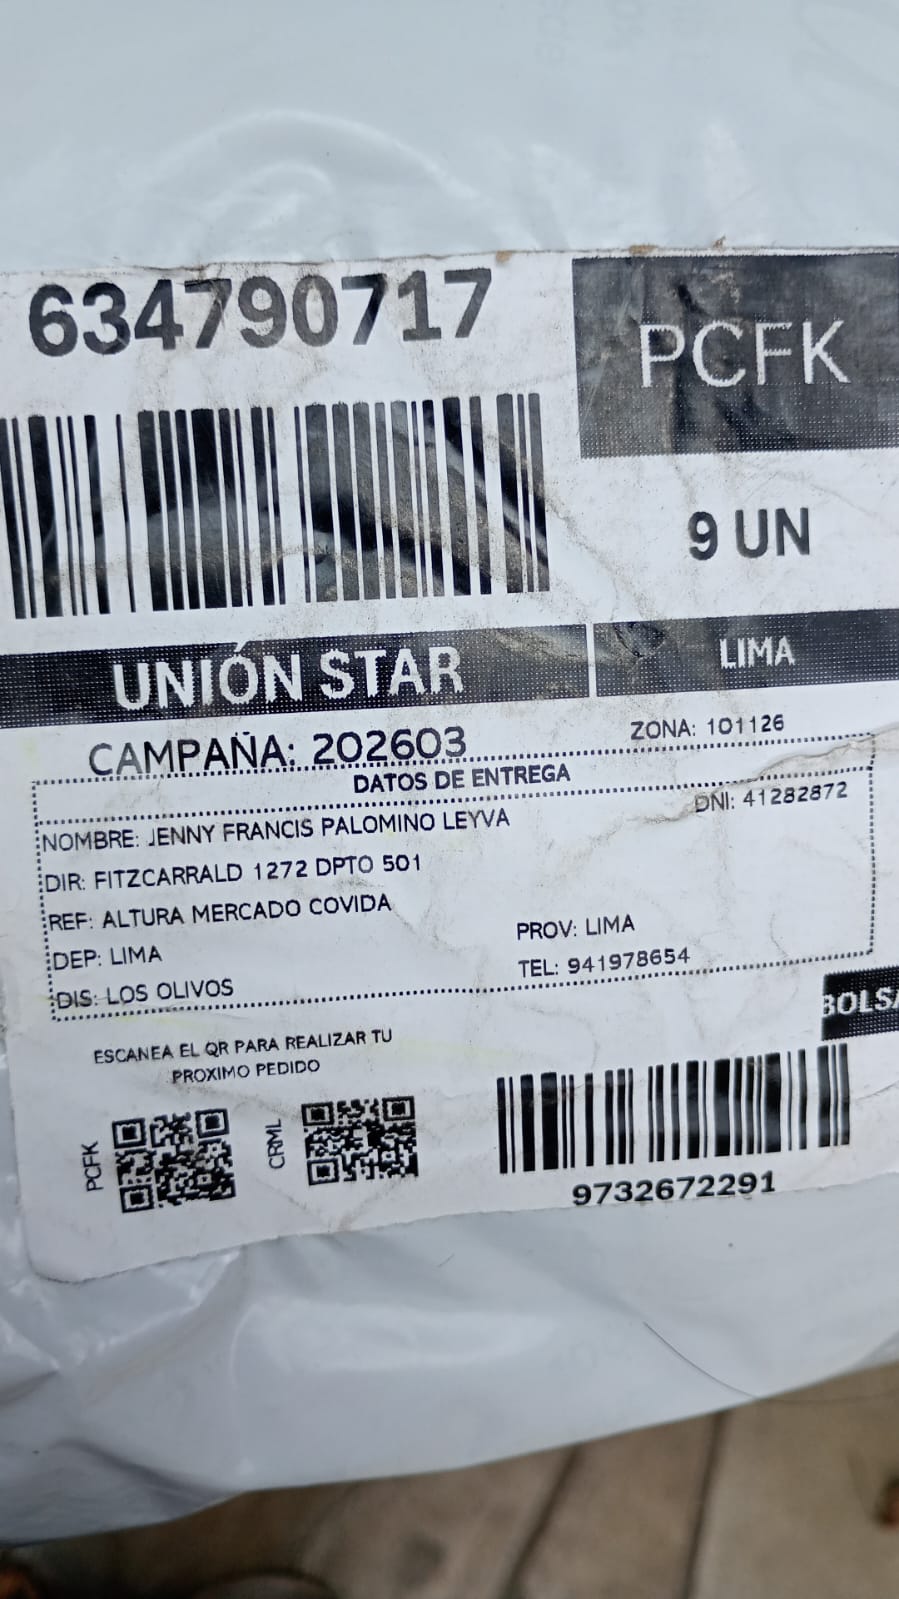 634790717
PCFK
9 UN
UNIÓN STAR
LIMA
CAMPAÑA: 202603
ZONA: 101126
DATOS DE ENTREGA
NOMBRE: JENNY FRANCIS PALOMINO LEYVA
DNI: 41282872
DIR: FITZCARRALD 1272 DPTO 501
REF: ALTURA MERCADO COVIDA
DEP: LIMA
PROV: LIMA
DIS: LOS OLIVOS
TEL: 941978654
BOLSA
ESCANEA EL QR PARA REALIZAR TU
PROXIMO PEDIDO
PCFK
CRML
9732672291